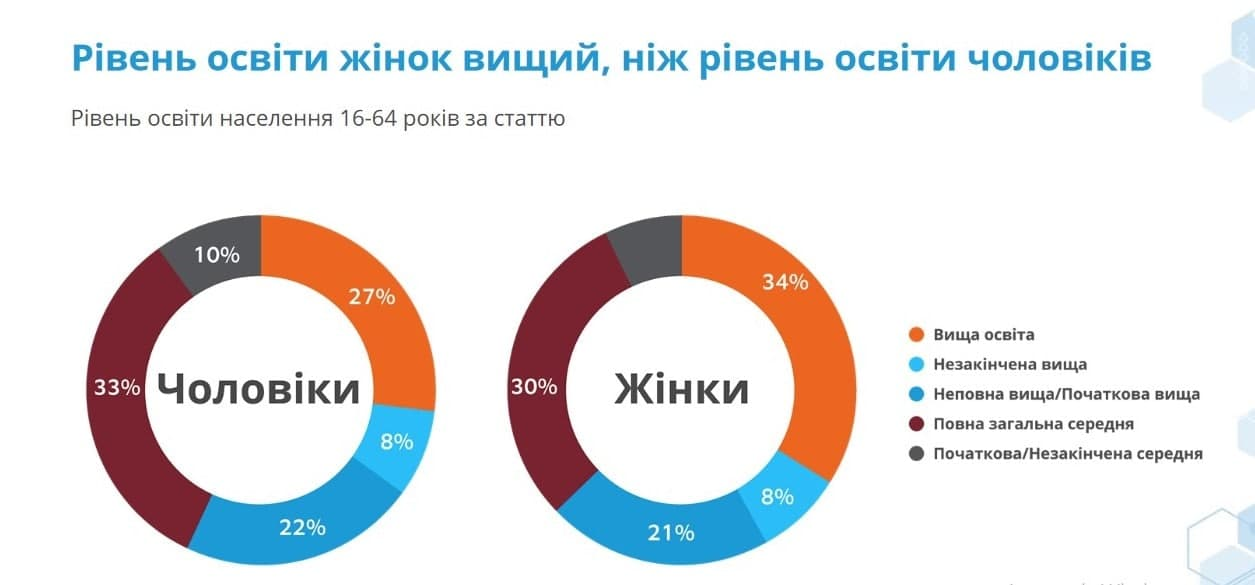 Рівень освіти жінок вищий, ніж рівень освіти чоловіків
Рівень освіти населення 16-64 років за статтю
10%
27%
33%
Чоловіки
8%
22%
34%
30%
Жінки
8%
21%
Вища освіта
Незакінчена вища
Неповна вища/Початкова вища
Повна загальна середня
Початкова/Незакінчена середня